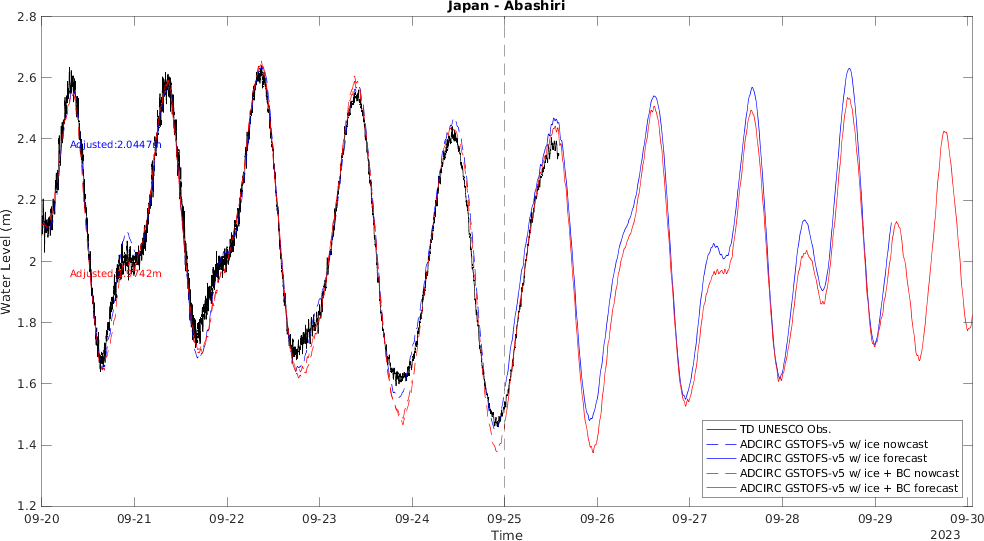 Japan - Abashiri
Water Level (m)
2.8
2.6
2.4
2.2
2
1.8
1.6
1.4
1.2
Adjusted:2.0447m
TD UNESCO Obs.
ADCIRC GSTOFS-v5 w/ ice nowcast
ADCIRC GSTOFS-v5 w/ ice forecast
ADCIRC GSTOFS-v5 w/ ice + BC nowcast
ADCIRC GSTOFS-v5 w/ ice + BC forecast
09-20 09-21 09-22 09-23 09-24 09-25 09-26 09-27 09-28 09-29 09-30
Time
2023